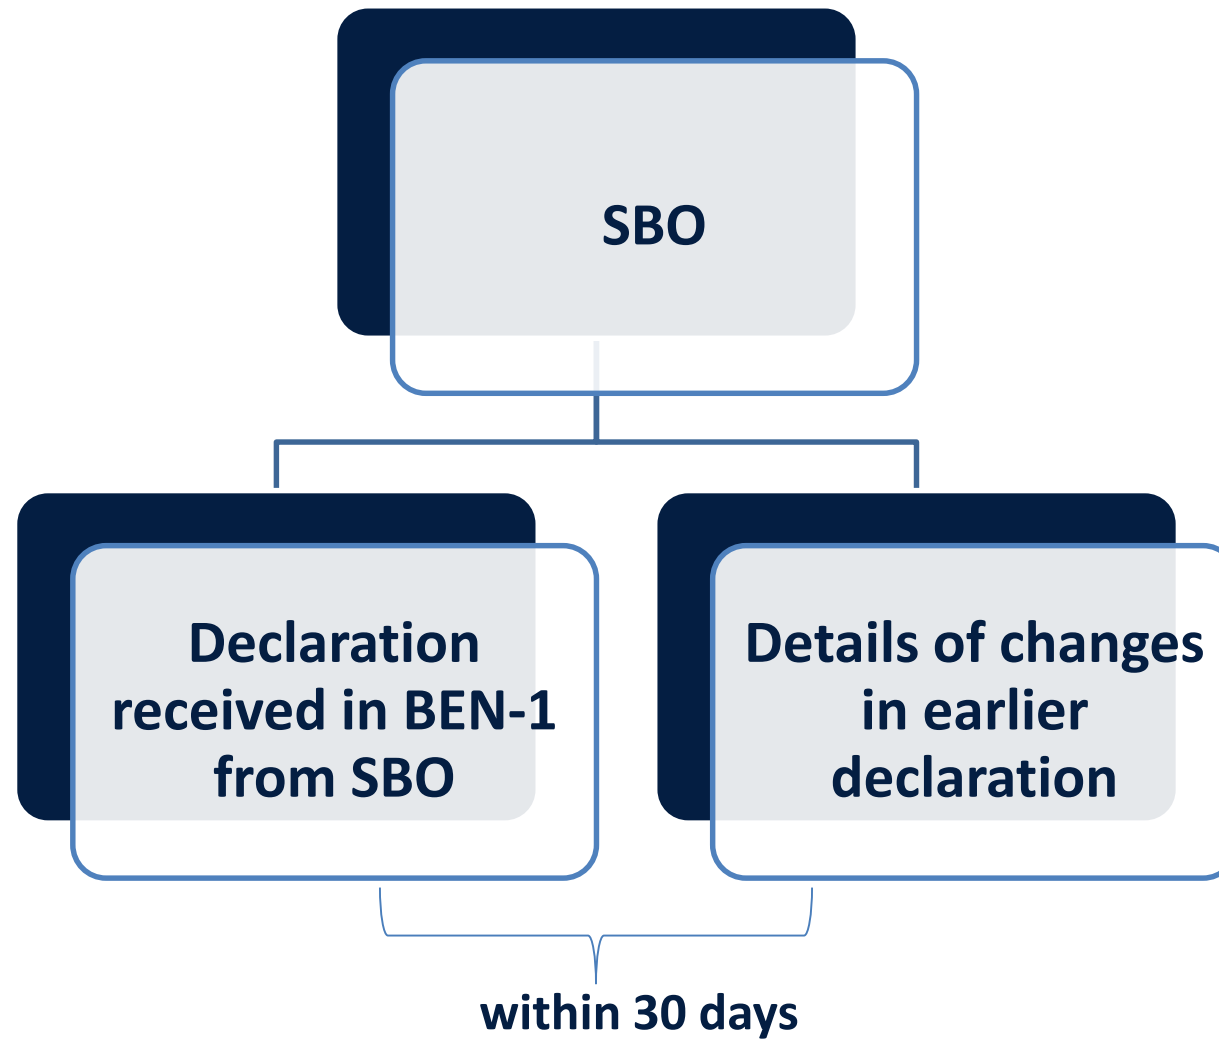 SBO
Declaration
received in BEN-1
from SBO
Details of changes
in earlier
declaration
within 30 days